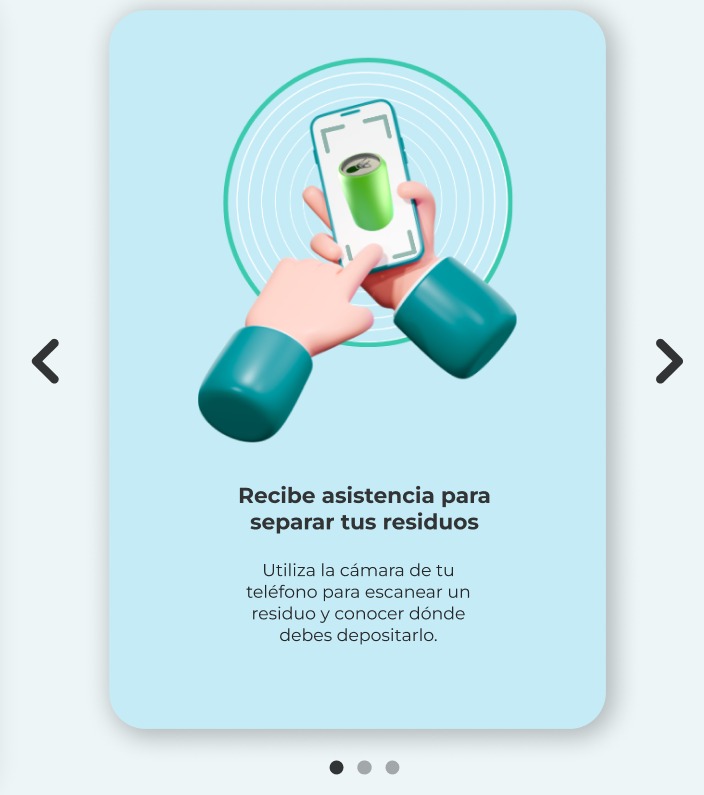 Recibe asistencia para
separar tus residuos
Utiliza la cámara de tu
teléfono para escanear un
residuo y conocer dónde
debes depositarlo.